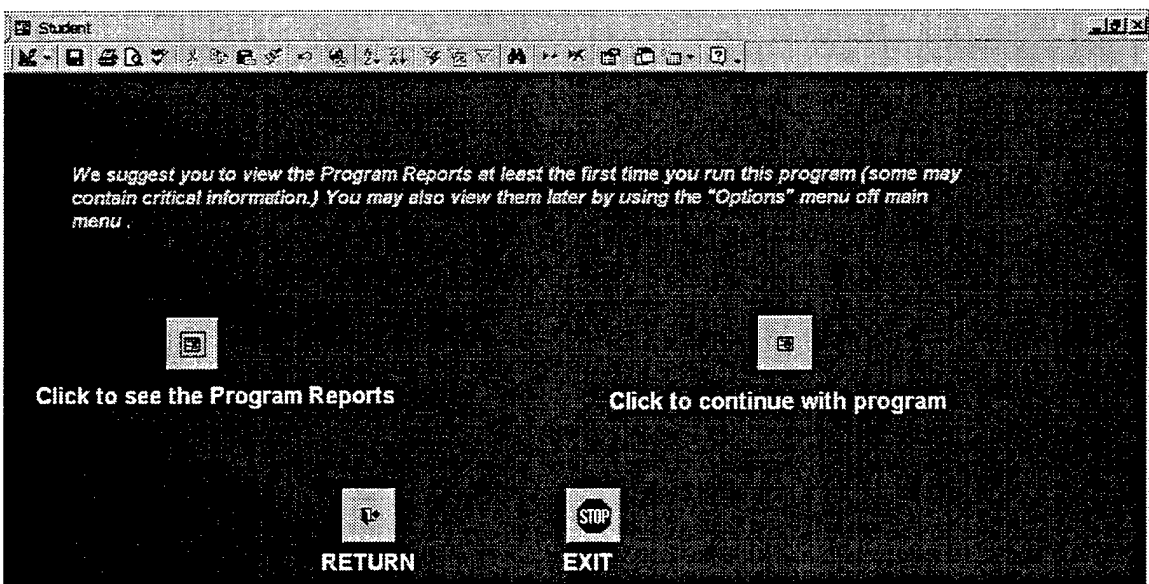 Student
We suggest you to view the Program Reports at least the first time you run this program (some may
contain critical information.) You may also view them later by using the "Options" menu off main
menu .
Click to see the Program Reports
Click to continue with program
STOP
RETURN
EXIT